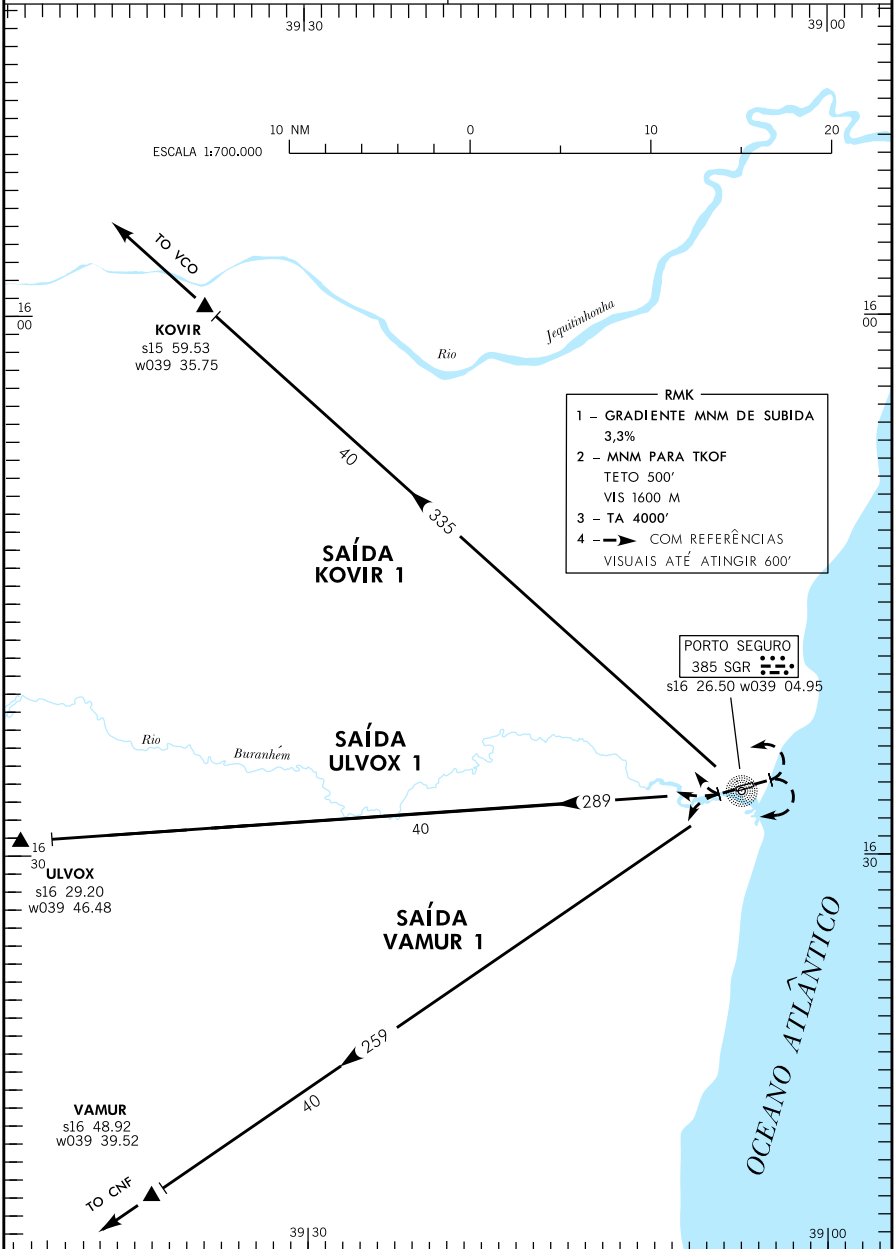 39 30
39 00
10 NM 0 10 20
ESCALA 1:700.000
TO VCO
16
00
KOVIR
s15 59.53
w039 35.75
Rio
Jequitinhonha
16
00
RMK
1 – GRADIENTE MNM DE SUBIDA
3,3%
2 – MNM PARA TKOF
TETO 500'
VIS 1600 M
3 – TA 4000'
4 – COM REFERÊNCIAS
VISUAIS ATÉ ATINGIR 600'
40
335
SAÍDA
KOVIR 1
PORTO SEGURO
385 SGR
s16 26.50 w039 04.95
Rio
Buranhém
SAÍDA
ULVOX 1
289
40
16
30
ULVOX
s16 29.20
w039 46.48
16
30
SAÍDA
VAMUR 1
259
40
VAMUR
s16 48.92
w039 39.52
TO CNF
OCEANO ATLÂNTICO
39 30
39 00